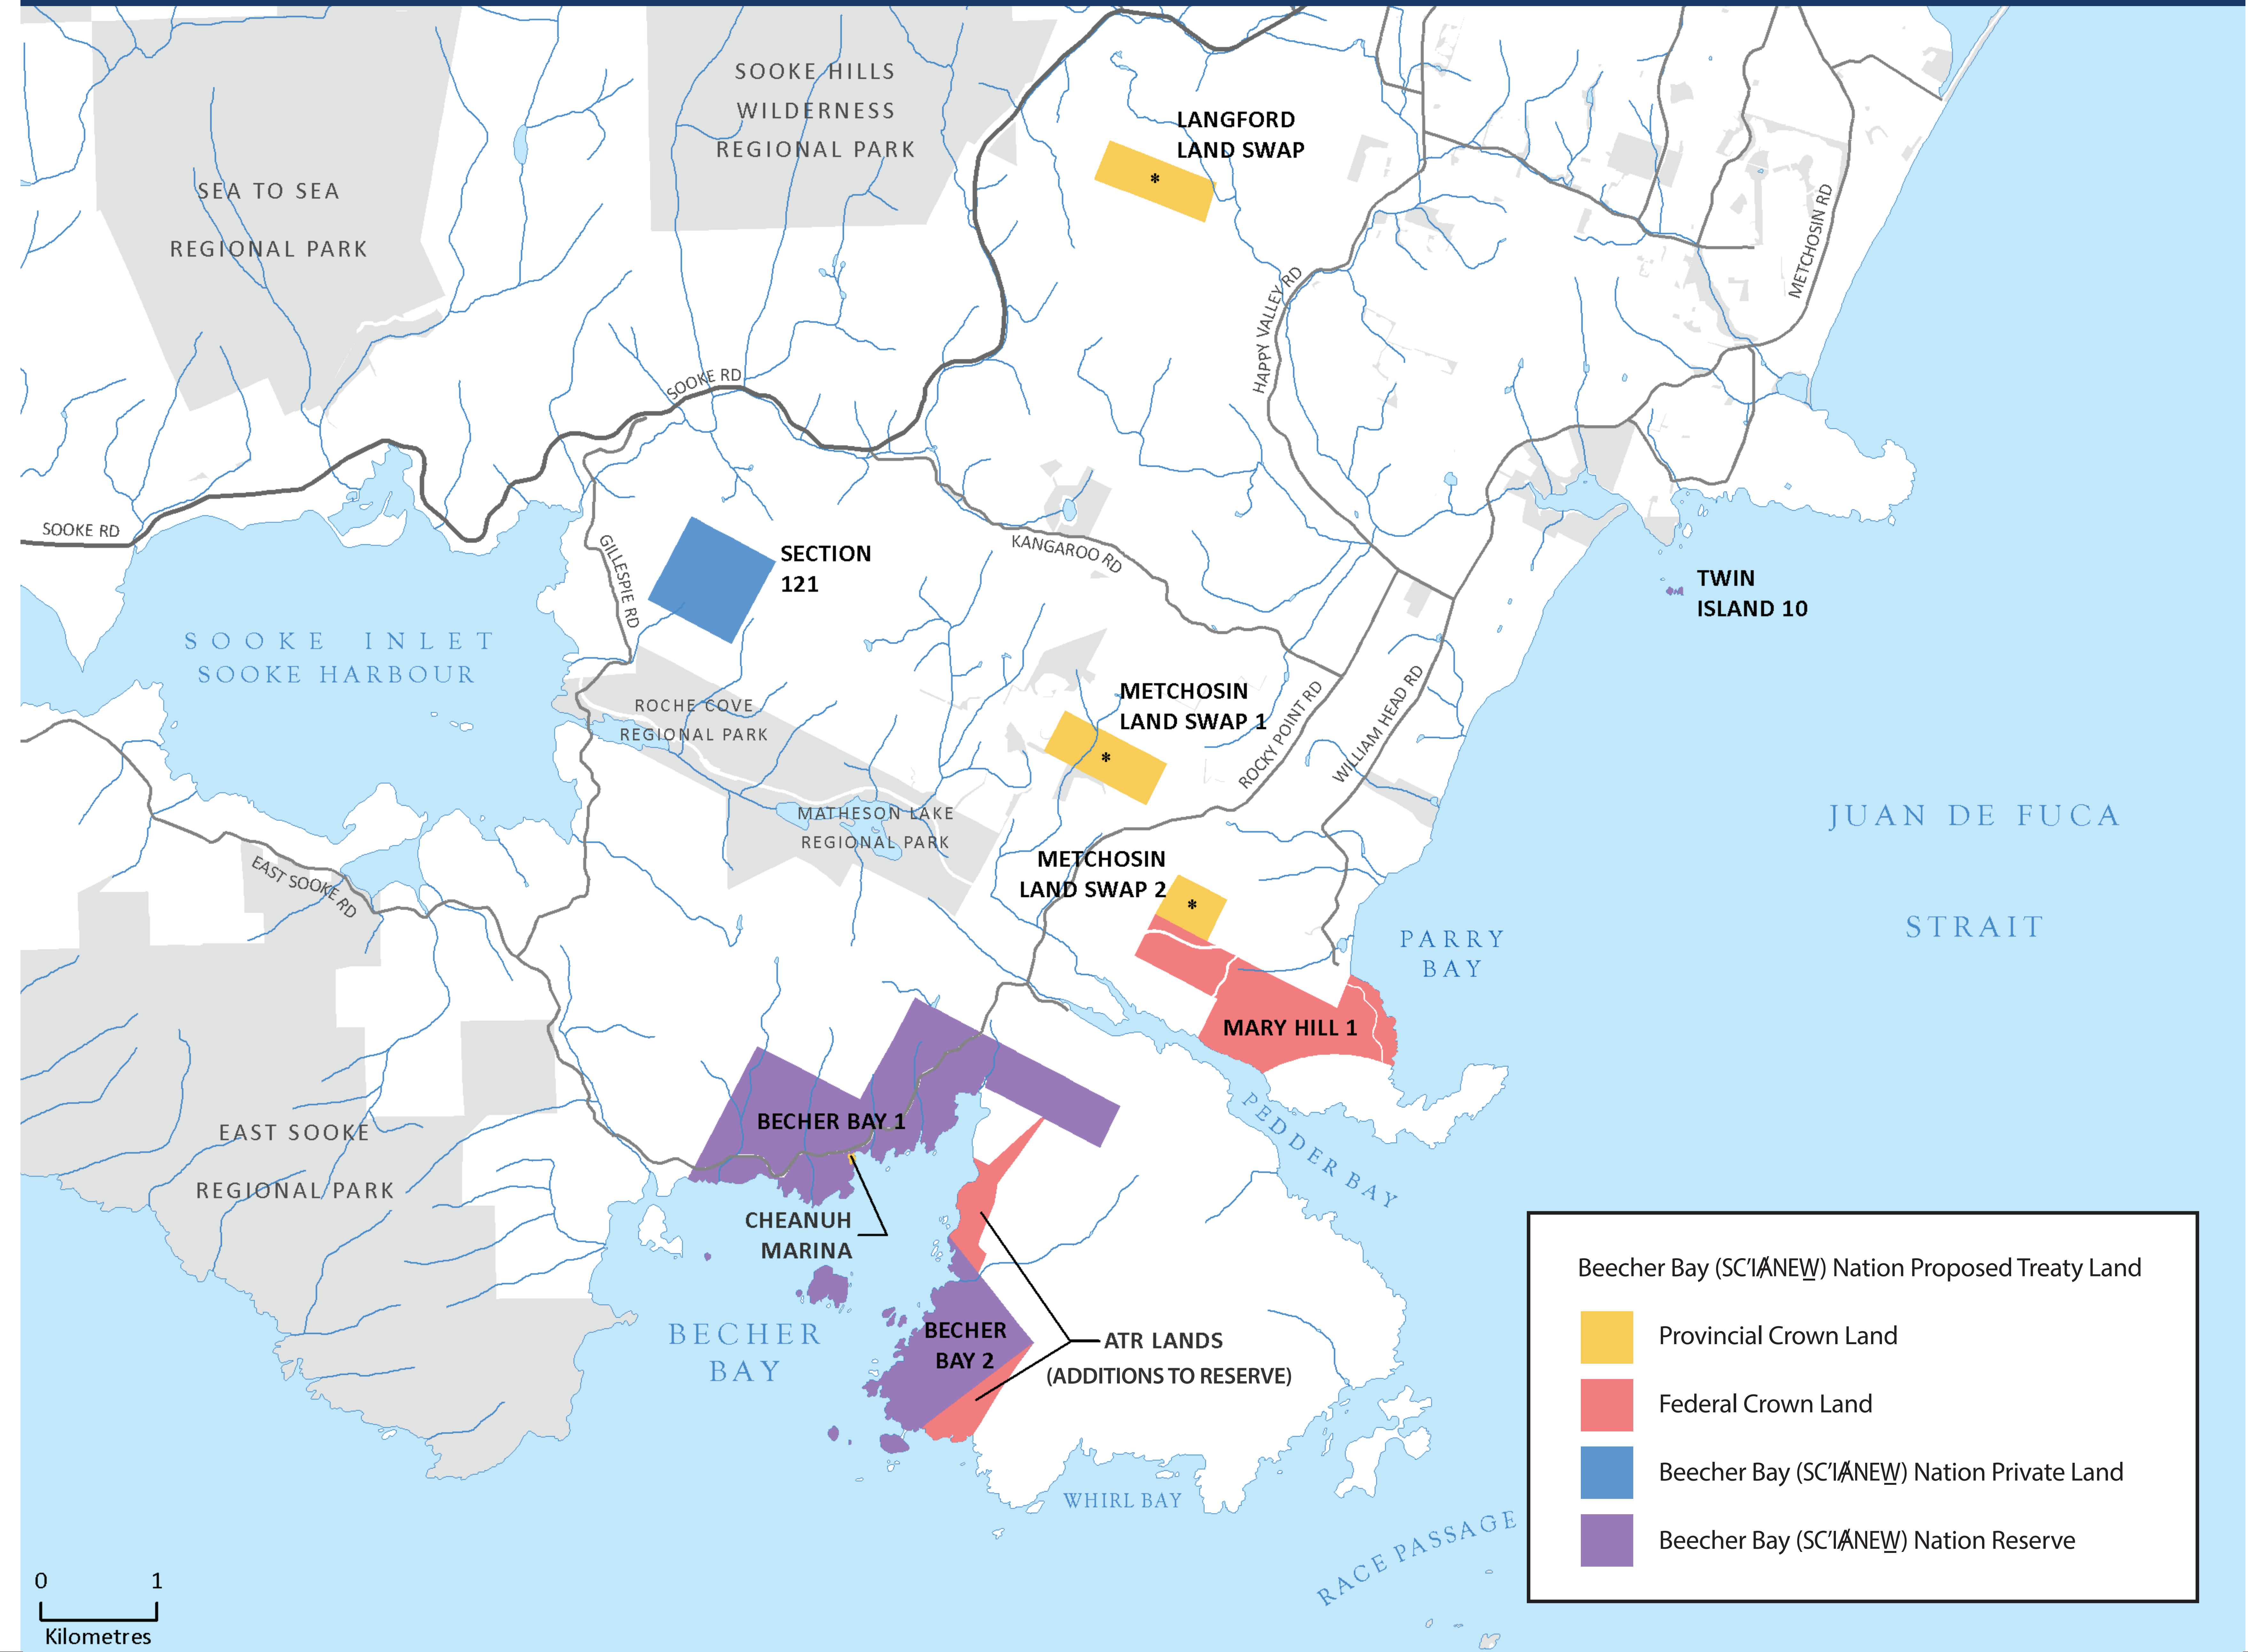 SOOKE HILLS
WILDERNESS
REGIONAL PARK
LANGFORD
LAND SWAP
*
SEA TO SEA
REGIONAL PARK
METCHOSIN RD
HAPPY VALLEY RD
SOOKE RD
SOOKE RD
GILLESPIE RD
SECTION
121
KANGAROO RD
TWIN
ISLAND 10
SOOKE INLET
SOOKE HARBOUR
ROCHE COVE
REGIONAL PARK
METCHOSIN
LAND SWAP 1
*
ROCKY POINT RD
WILLIAM HEAD RD
MATHESON LAKE
REGIONAL PARK
JUAN DE FUCA
STRAIT
EAST SOOKE RD
METCHOSIN
LAND SWAP 2
*
PARRY
BAY
MARY HILL 1
BECHER BAY 1
PEDDER BAY
EAST SOOKE
REGIONAL PARK
CHEANUH
MARINA
BECHER
BAY
BECHER
BAY 2
ATR LANDS
(ADDITIONS TO RESERVE)
WHIRL BAY
RACE PASSAGE
Beecher Bay (SC'IȺNEW̲) Nation Proposed Treaty Land
Provincial Crown Land
Federal Crown Land
Beecher Bay (SC'IȺNEW̲) Nation Private Land
Beecher Bay (SC'IȺNEW̲) Nation Reserve
0 1
Kilometres